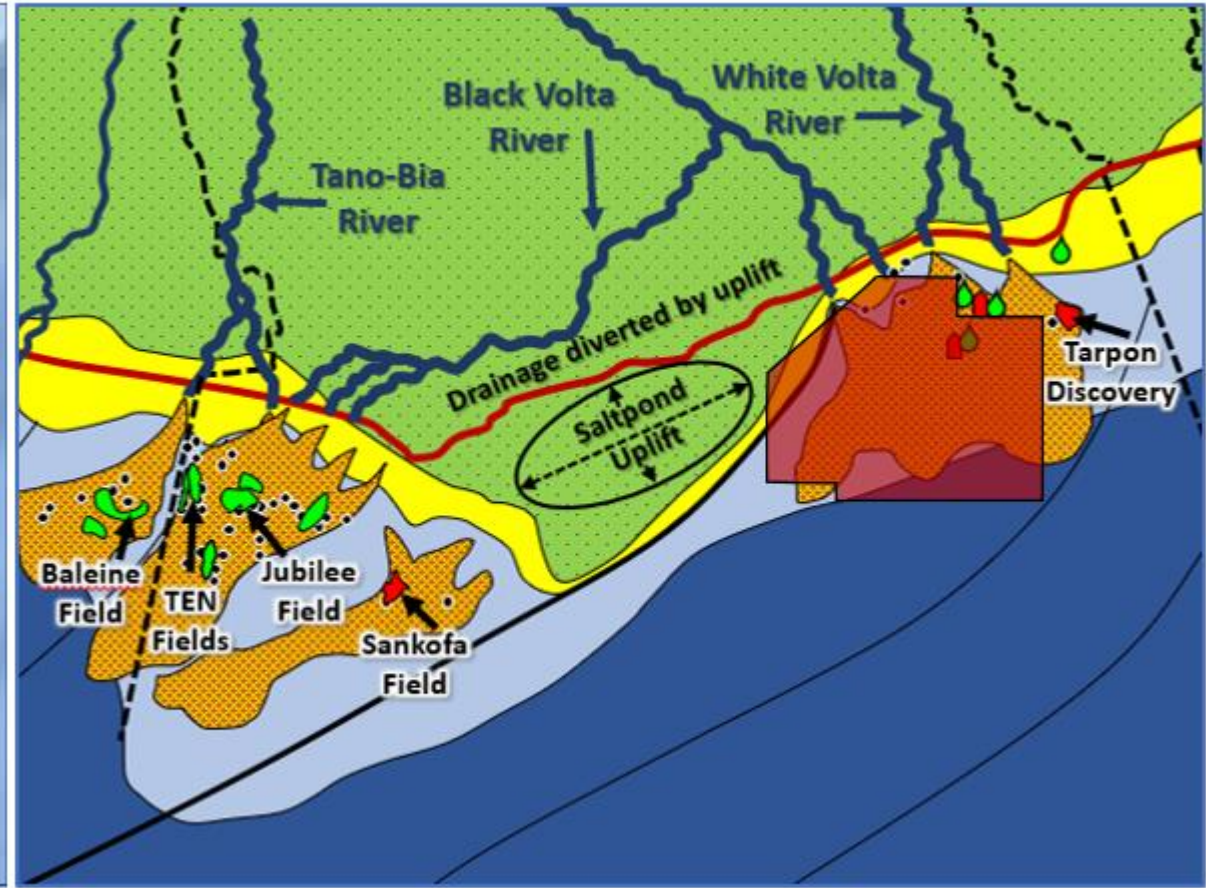 White Volta
River
Black Volta
River
Tano-Bia
River
Drainage diverted by uplift
Saltpond
Uplift
Tarpon
Discovery
Baleine
Field
TEN
Fields
Jubilee
Field
Sankofa
Field